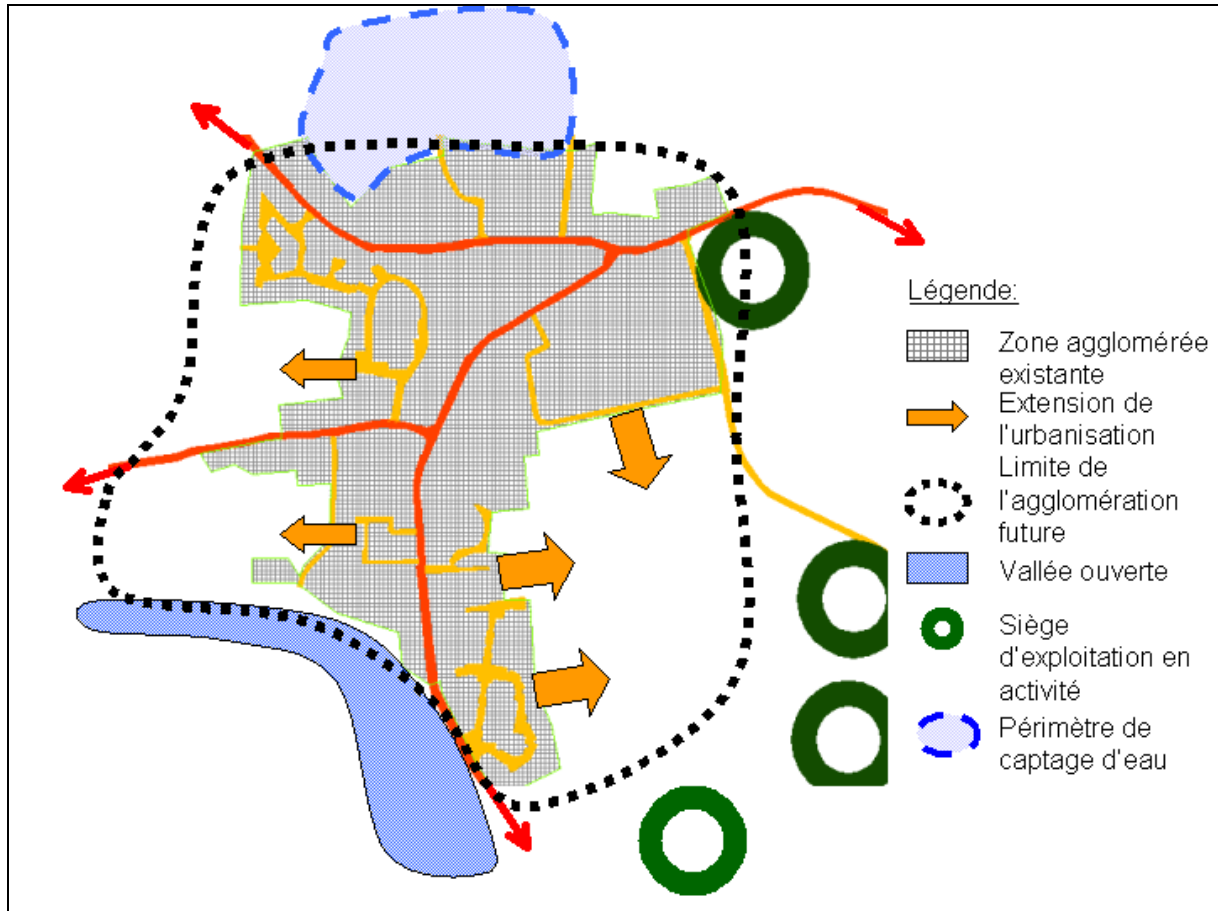 Légende:
Zone agglomérée
existante
Extension de
l'urbanisation
Limite de
l'agglomération
future
Vallée ouverte
Siège
d'exploitation en
activité
Périmètre de
captage d'eau